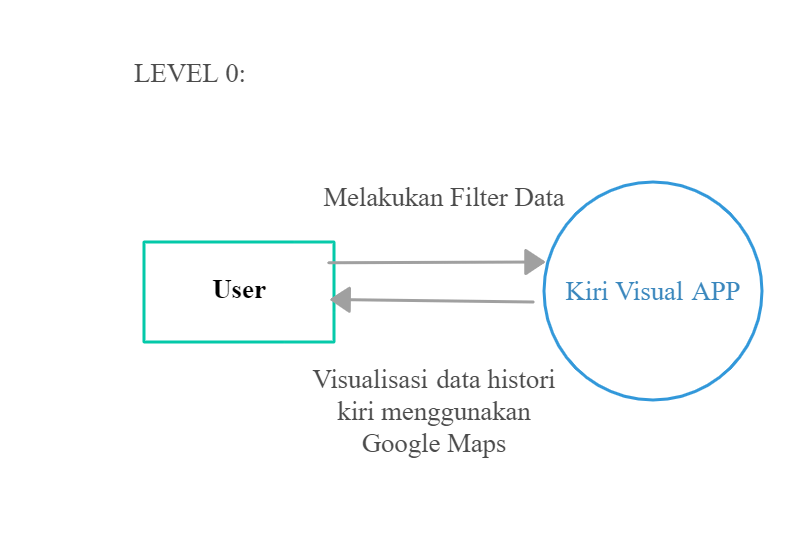 LEVEL 0:
Melakukan Filter Data
User
Kiri Visual APP
Visualisasi data histori
kiri menggunakan
Google Maps